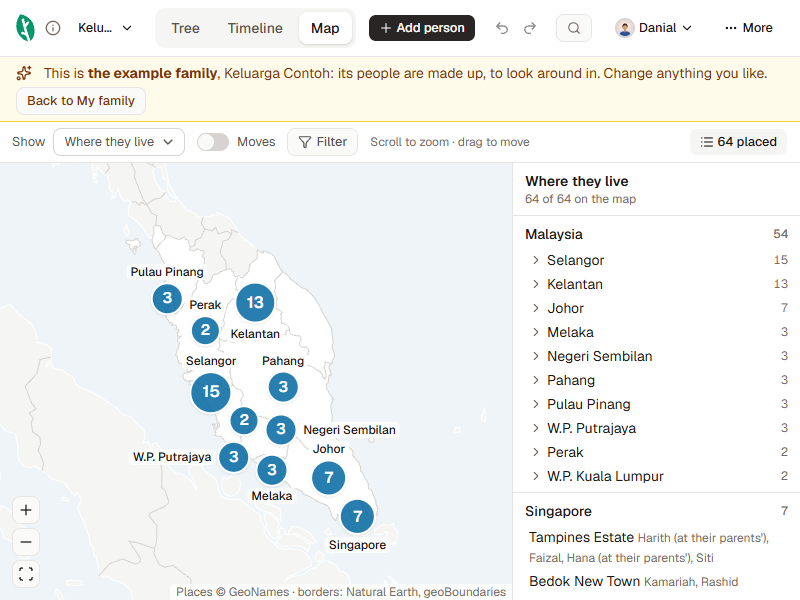 Kelu...
Tree
Timeline
Map
+ Add person
Danial
More
This is the example family, Keluarga Contoh: its people are made up, to look around in. Change anything you like.
Back to My family
Show
Where they live
Moves
Filter
Scroll to zoom · drag to move
64 placed
Where they live
64 of 64 on the map
Malaysia 54
Selangor 15
Kelantan 13
Johor 7
Melaka 3
Negeri Sembilan 3
Pahang 3
Pulau Pinang 3
W.P. Putrajaya 3
Perak 2
W.P. Kuala Lumpur 2
Singapore 7
Tampines Estate Harith (at their parents'),
Faizal, Hana (at their parents'), Siti
Bedok New Town Kamariah, Rashid
Pulau Pinang
3
Perak
2
13
Kelantan
Selangor
15
Pahang
3
2
3
Negeri Sembilan
W.P. Putrajaya
3
Johor
3
7
Melaka
7
Singapore
+
−
Places © GeoNames · borders: Natural Earth, geoBoundaries